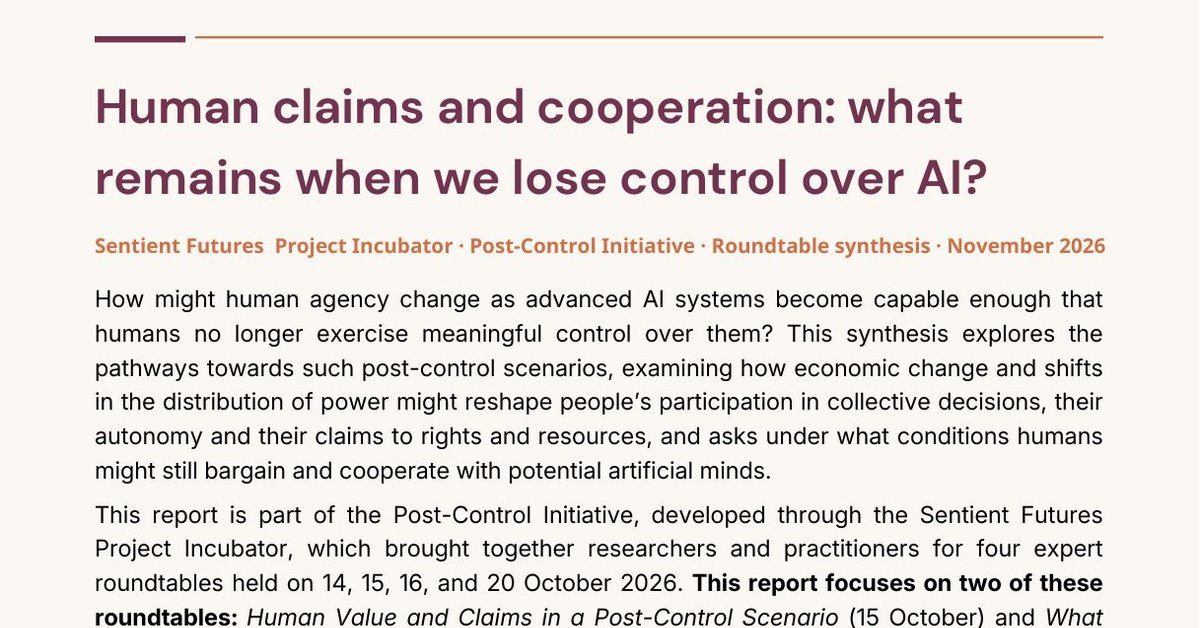 Human claims and cooperation: what
remains when we lose control over AI?
Sentient Futures Project Incubator · Post-Control Initiative · Roundtable synthesis · November 2026
How might human agency change as advanced AI systems become capable enough that
humans no longer exercise meaningful control over them? This synthesis explores the
pathways towards such post-control scenarios, examining how economic change and shifts
in the distribution of power might reshape people’s participation in collective decisions, their
autonomy and their claims to rights and resources, and asks under what conditions humans
might still bargain and cooperate with potential artificial minds.
This report is part of the Post-Control Initiative, developed through the Sentient Futures
Project Incubator, which brought together researchers and practitioners for four expert
roundtables held on 14, 15, 16, and 20 October 2026. This report focuses on two of these
roundtables: Human Value and Claims in a Post-Control Scenario (15 October) and What